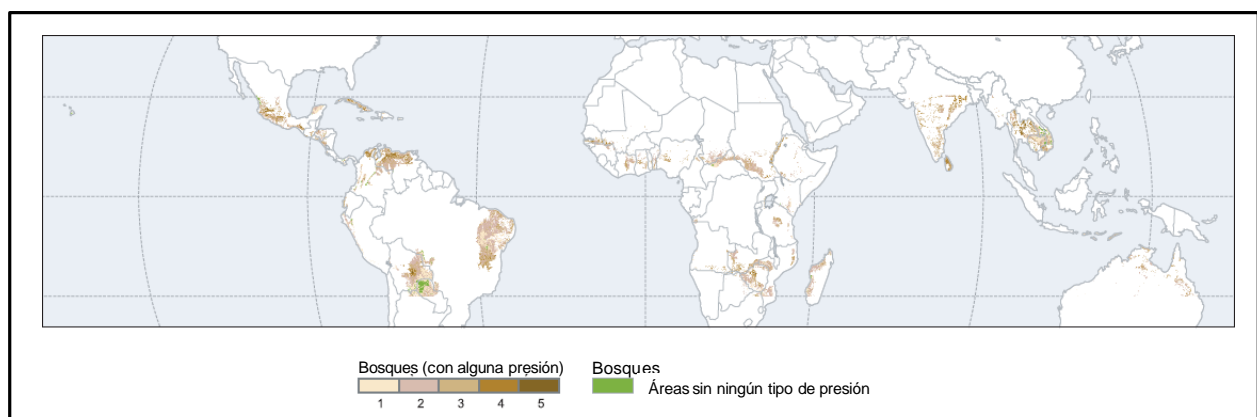 Bosques (con alguna presión)
Bosques
1 2 3 4 5
Áreas sin ningún tipo de presión